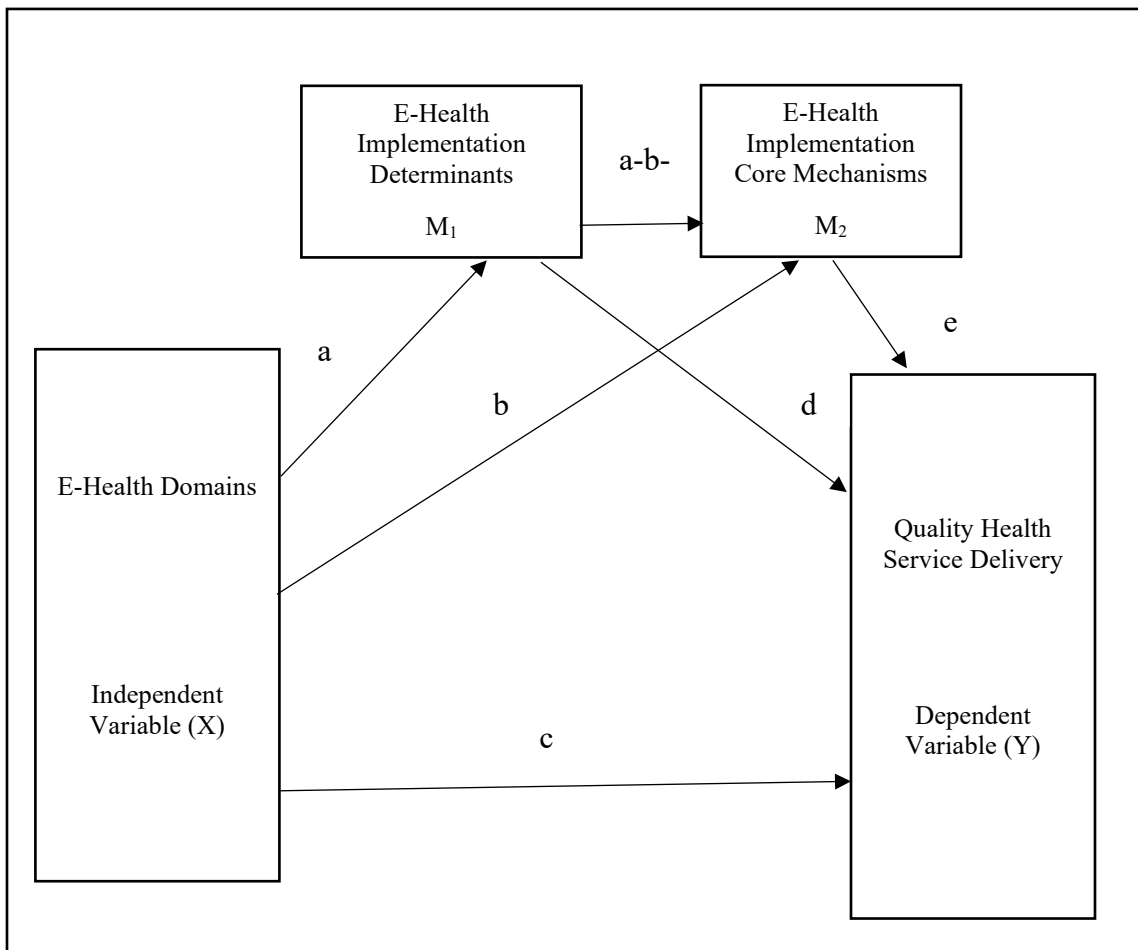 E-Health
Implementation
Determinants
M₁
a-b-
E-Health
Implementation
Core Mechanisms
M₂
a
b
d
e
E-Health Domains
Independent
Variable (X)
c
Quality Health
Service Delivery
Dependent
Variable (Y)